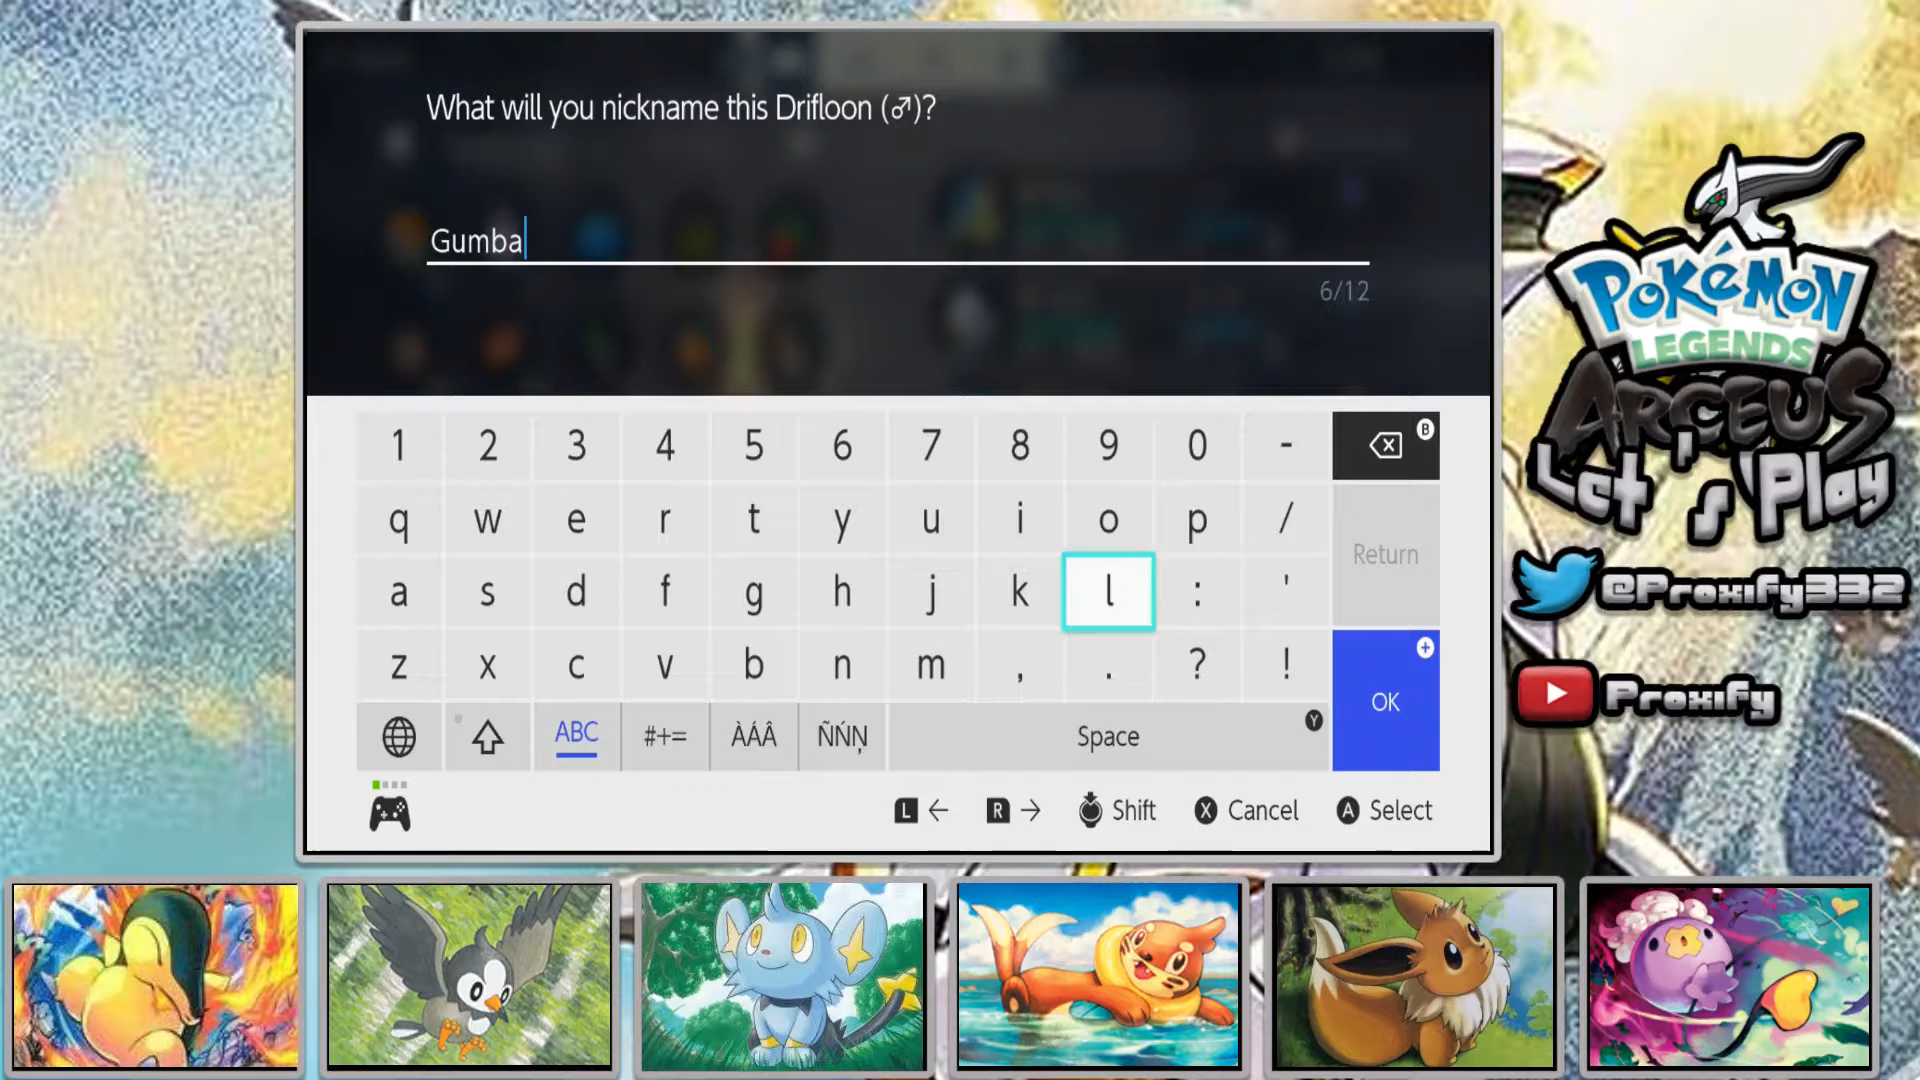 What will you nickname this Drifloon (♂)?
Gumba
6/12
1 2 3 4 5 6 7 8 9 0 - B
q w e r t y u i o p /
Return
a s d f g h j k l : '
z x c v b n m , . ? ! +
OK
ABC #+= ÀÁÂ ÑŃŅ Space Y
L ← R → Shift X Cancel A Select
POKéMON
LEGENDS
ARCEUS
Let's Play
@Proxify332
Proxify